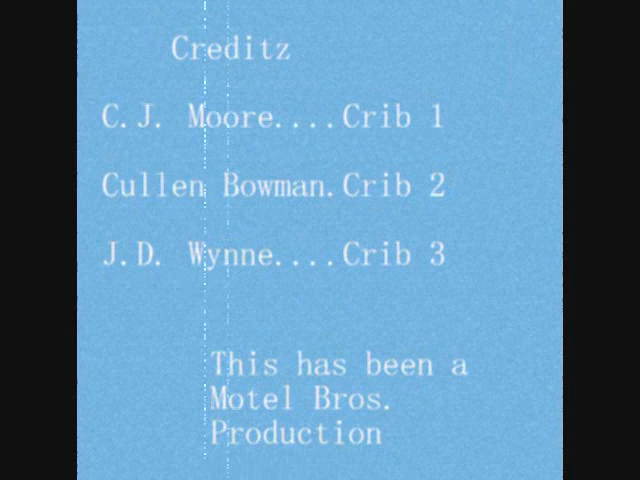 Creditz
C.J. Moore....Crib 1
Cullen Bowman.Crib 2
J.D. Wynne....Crib 3
This has been a
Motel Bros.
Production